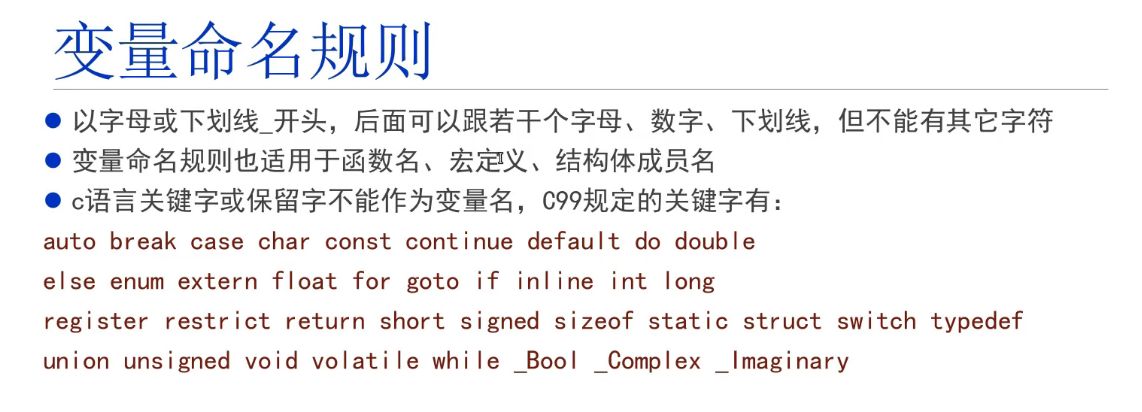 变量命名规则
● 以字母或下划线_开头，后面可以跟若干个字母、数字、下划线，但不能有其它字符
● 变量命名规则也适用于函数名、宏定义、结构体成员名
● c语言关键字或保留字不能作为变量名，C99规定的关键字有：
auto break case char const continue default do double
else enum extern float for goto if inline int long
register restrict return short signed sizeof static struct switch typedef
union unsigned void volatile while _Bool _Complex _Imaginary